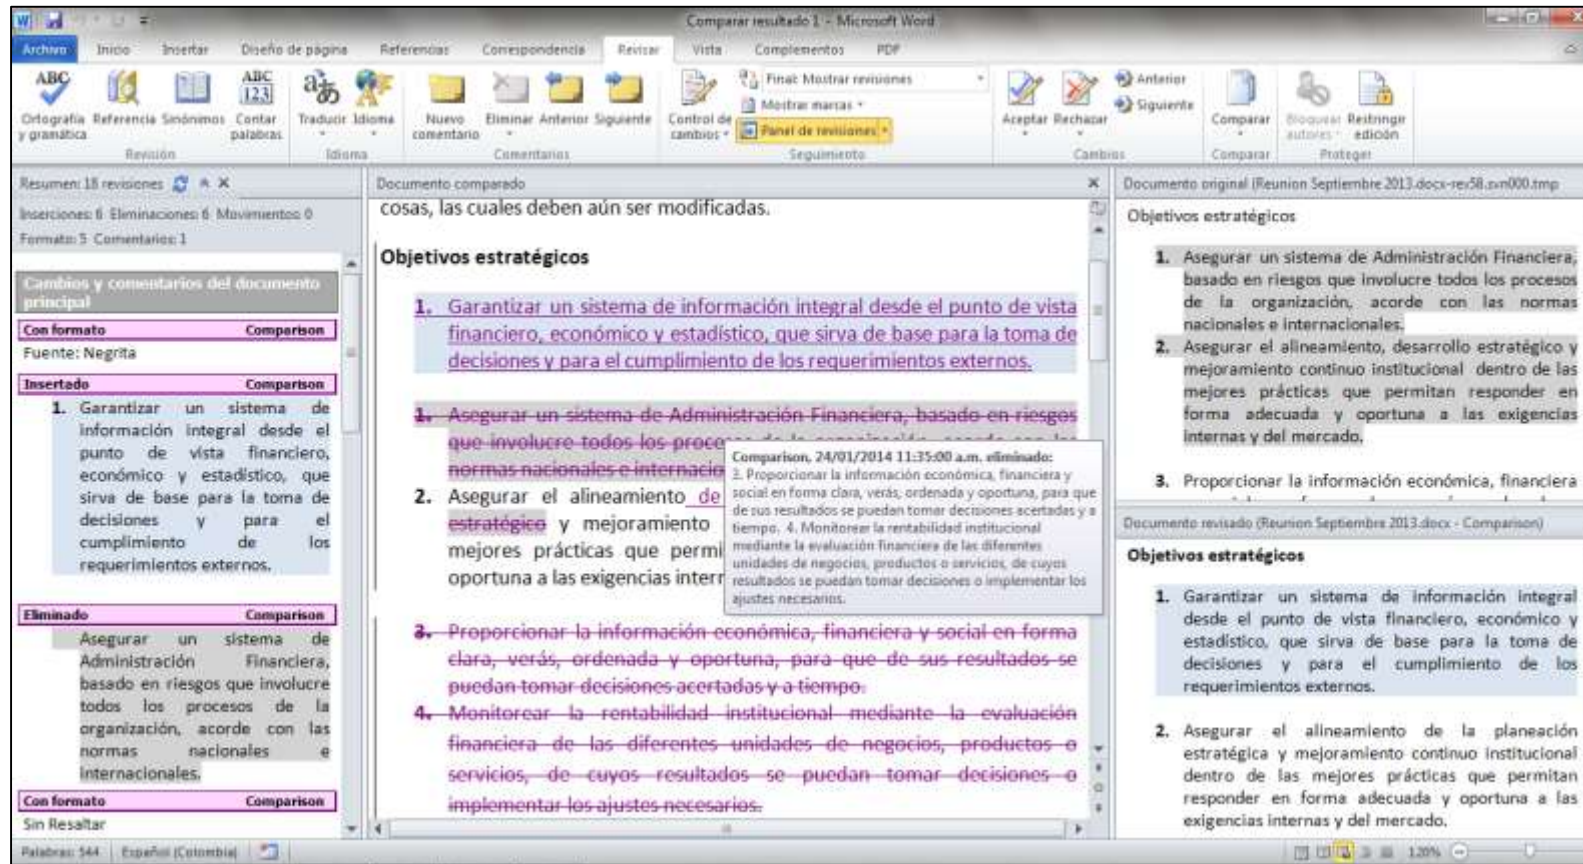 Comparar resultado 1 - Microsoft Word
Archivo Inicio Insertar Diseño de página Referencias Correspondencia Revisar Vista Complementos PDF
ABC ABC 123
Ortografía y gramática Referencia Sinónimos Contar palabras Traducir Idioma Nuevo comentario Eliminar Anterior Siguiente Control de cambios
Final: Mostrar revisiones
Mostrar marcas
Panel de revisiones
Aceptar Rechazar Anterior Siguiente Comparar Bloquear autores Restringir edición
Revisión Idioma Comentarios Seguimiento Cambios Comparar Proteger
Resumen: 18 revisiones
Inserciones: 6 Eliminaciones: 6 Movimientos: 0
Formato: 5 Comentarios: 1
Cambios y comentarios del documento
principal
Con formato Comparison
Fuente: Negrita
Insertado Comparison
1. Garantizar un sistema de
información integral desde el
punto de vista financiero,
económico y estadístico, que
sirva de base para la toma de
decisiones y para el
cumplimiento de los
requerimientos externos.
Eliminado Comparison
Asegurar un sistema de
Administración Financiera,
basado en riesgos que involucre
todos los procesos de la
organización, acorde con las
normas nacionales e
internacionales.
Con formato Comparison
Sin Resaltar
Documento comparado
cosas, las cuales deben aún ser modificadas.
Objetivos estratégicos
1. Garantizar un sistema de información integral desde el punto de vista
financiero, económico y estadístico, que sirva de base para la toma de
decisiones y para el cumplimiento de los requerimientos externos.
1. Asegurar un sistema de Administración Financiera, basado en riesgos
que involucre todos los
normas nacionales e
2. Asegurar el alineamiento de
estratégico y mejoramiento
mejores prácticas que
oportuna a las exigencias
3. Proporcionar la información económica, financiera y social en forma
clara, verás, ordenada y oportuna, para que de sus resultados se
puedan tomar decisiones acertadas y a tiempo.
4. Monitorear la rentabilidad institucional mediante la evaluación
financiera de las diferentes unidades de negocios, productos o
servicios, de cuyos resultados se puedan tomar decisiones o
implementar los ajustes necesarios.
Comparison, 24/01/2014 11:35:00 a.m. eliminado:
3. Proporcionar la información económica, financiera y
social en forma clara, verás, ordenada y oportuna, para que
de sus resultados se puedan tomar decisiones acertadas y a
tiempo. 4. Monitorear la rentabilidad institucional
mediante la evaluación financiera de las diferentes
unidades de negocios, productos o servicios, de cuyos
resultados se puedan tomar decisiones o implementar los
ajustes necesarios.
Documento original (Reunion Septiembre 2013.docx-rev58.svn000.tmp
Objetivos estratégicos
1. Asegurar un sistema de Administración Financiera,
basado en riesgos que involucre todos los procesos
de la organización, acorde con las normas
nacionales e internacionales.
2. Asegurar el alineamiento, desarrollo estratégico y
mejoramiento continuo institucional dentro de las
mejores prácticas que permitan responder en
forma adecuada y oportuna a las exigencias
internas y del mercado.
3. Proporcionar la información económica, financiera
Documento revisado (Reunion Septiembre 2013.docx - Comparison)
Objetivos estratégicos
1. Garantizar un sistema de información integral
desde el punto de vista financiero, económico y
estadístico, que sirva de base para la toma de
decisiones y para el cumplimiento de los
requerimientos externos.
2. Asegurar el alineamiento de la planeación
estratégica y mejoramiento continuo institucional
dentro de las mejores prácticas que permitan
responder en forma adecuada y oportuna a las
exigencias internas y del mercado.
Palabras: 544 Español (Colombia) 120%